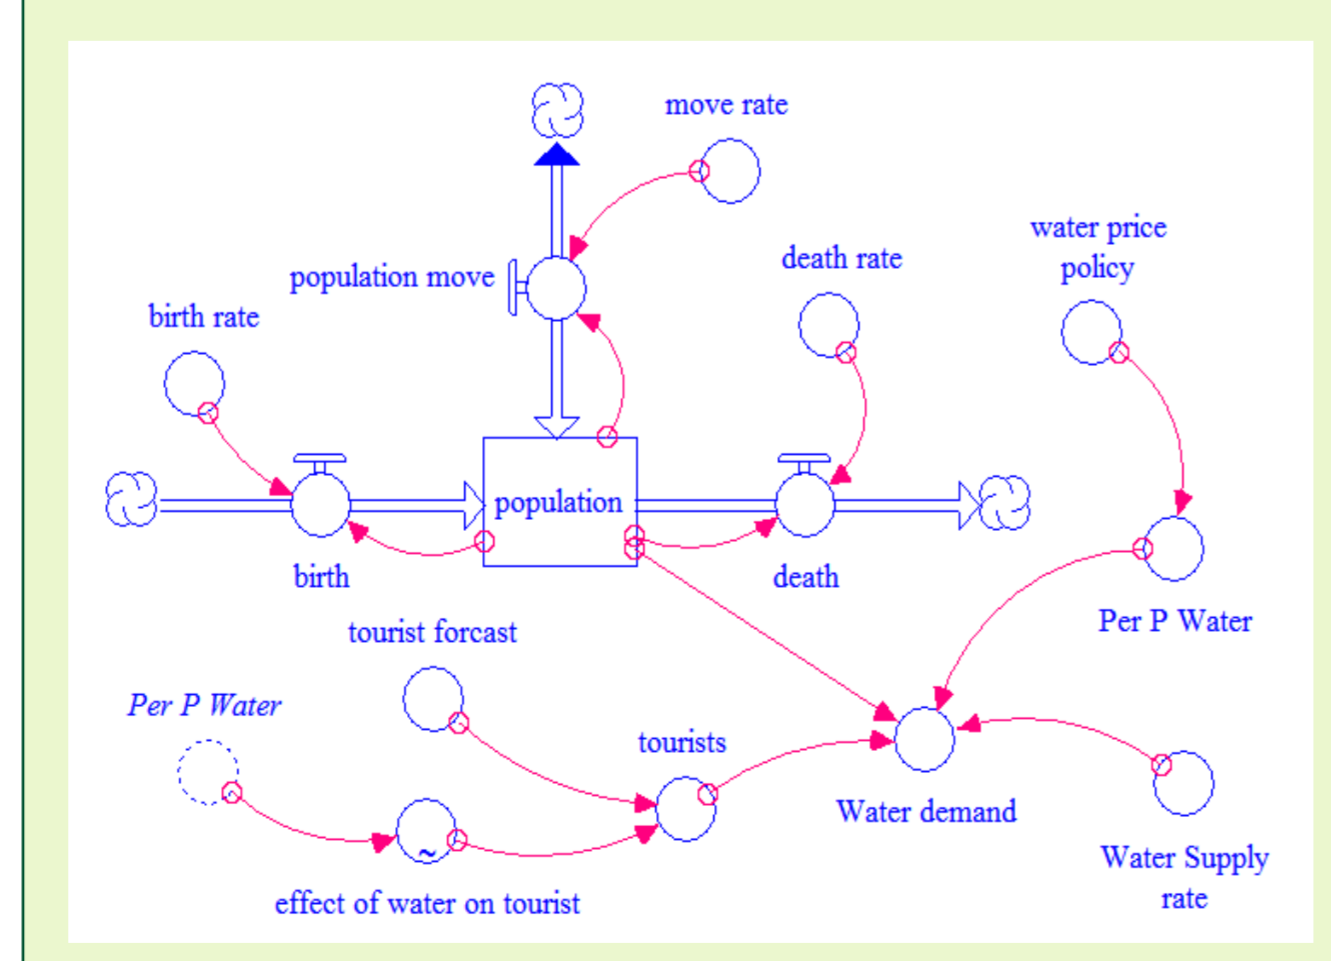 move rate
water price
policy
death rate
population move
birth rate
population
birth
death
Per P Water
tourist forcast
Per P Water
tourists
Water demand
Water Supply
rate
effect of water on tourist
~